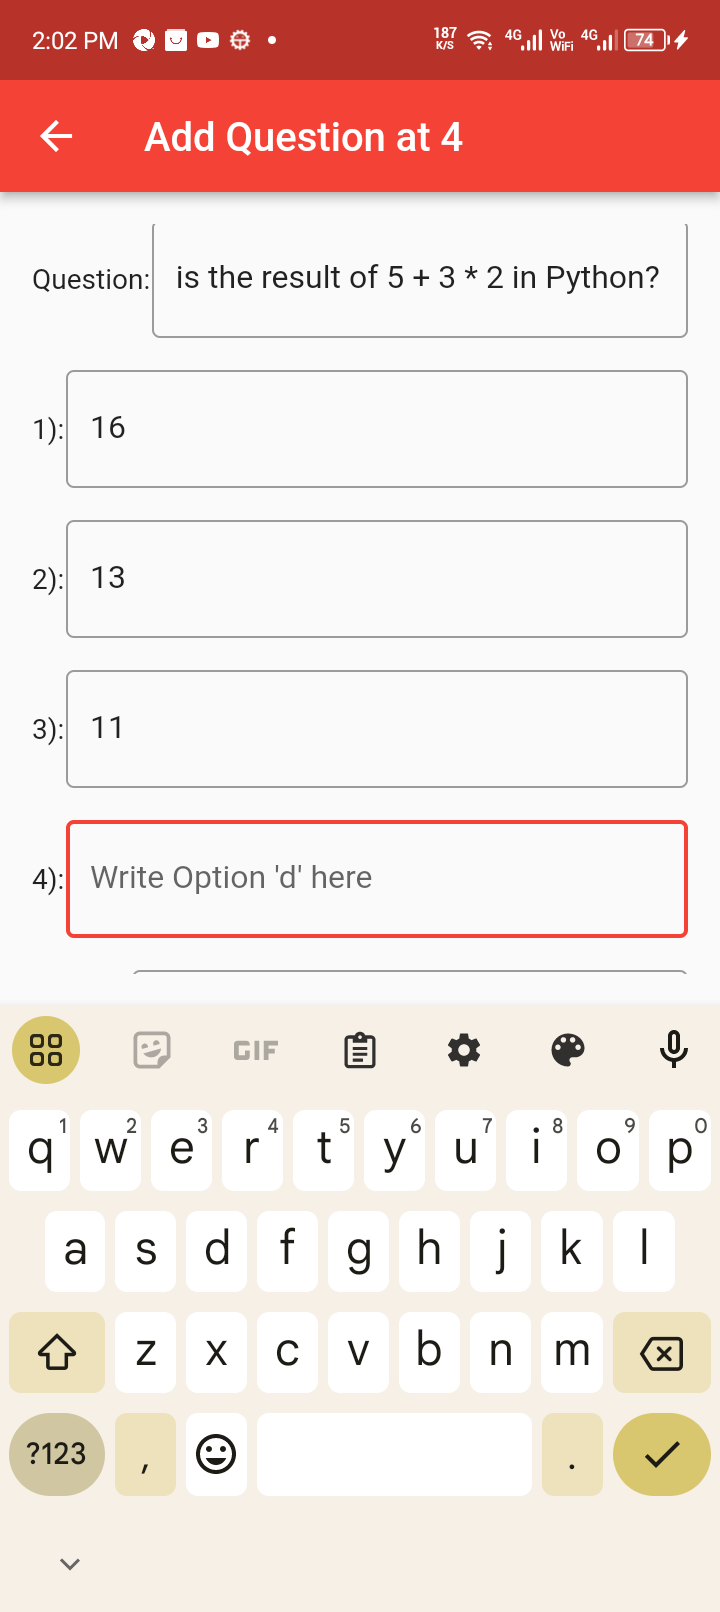 2:02 PM
187 K/S 4G Vo WiFi 4G 74
Add Question at 4
Question: is the result of 5 + 3 * 2 in Python?
1): 16
2): 13
3): 11
4): Write Option 'd' here
GIF
q1 w2 e3 r4 t5 y6 u7 i8 o9 p0
a s d f g h j k l
z x c v b n m
?123 , .